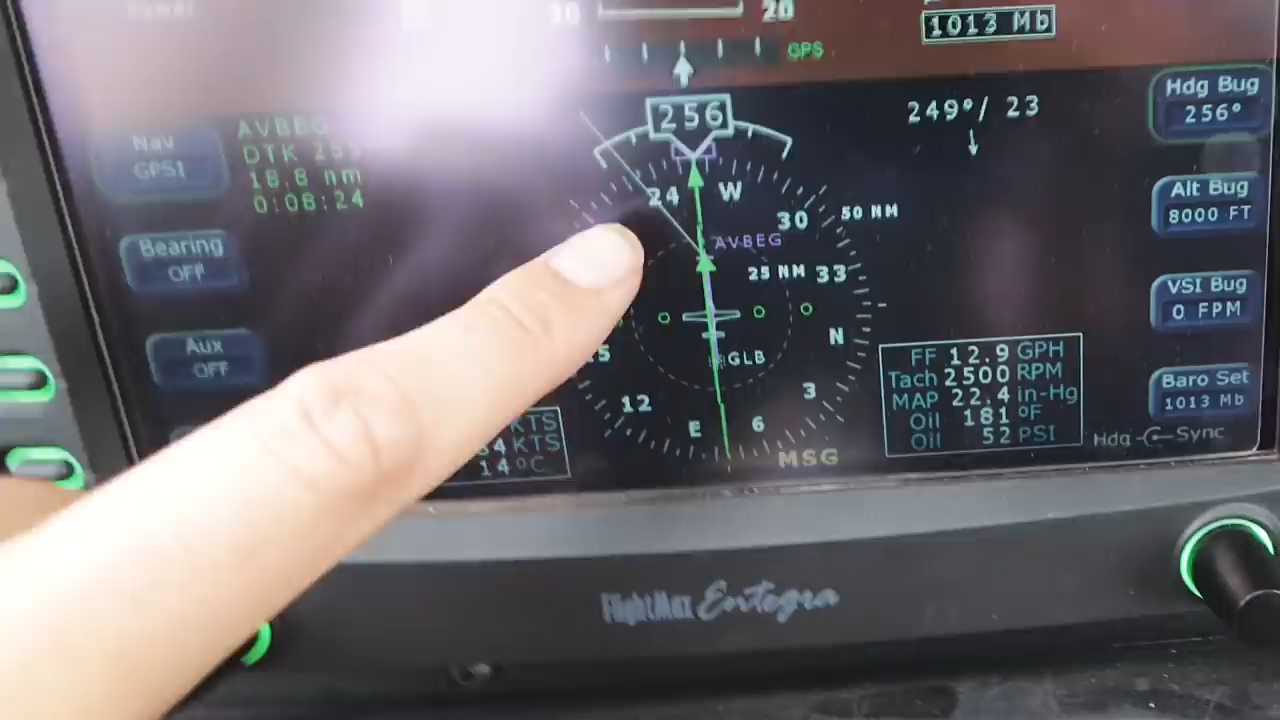 20
1013 Mb
GPS
Hdg Bug
256°
256
249°/ 23
Nav
GPS1
AVBEG
DTK
18.8 nm
0:08:24
24
W
30
50 NM
Alt Bug
8000 FT
AVBEG
Bearing
OFF
25 NM
33
VSI Bug
0 FPM
N
Aux
OFF
GLB
FF 12.9 GPH
Tach 2500 RPM
MAP 22.4 in-Hg
Oil 181 °F
Oil 52 PSI
Baro Set
1013 Mb
12
3
E
6
KTS
KTS
14°C
MSG
Hdg Sync
FlightMax Entegra